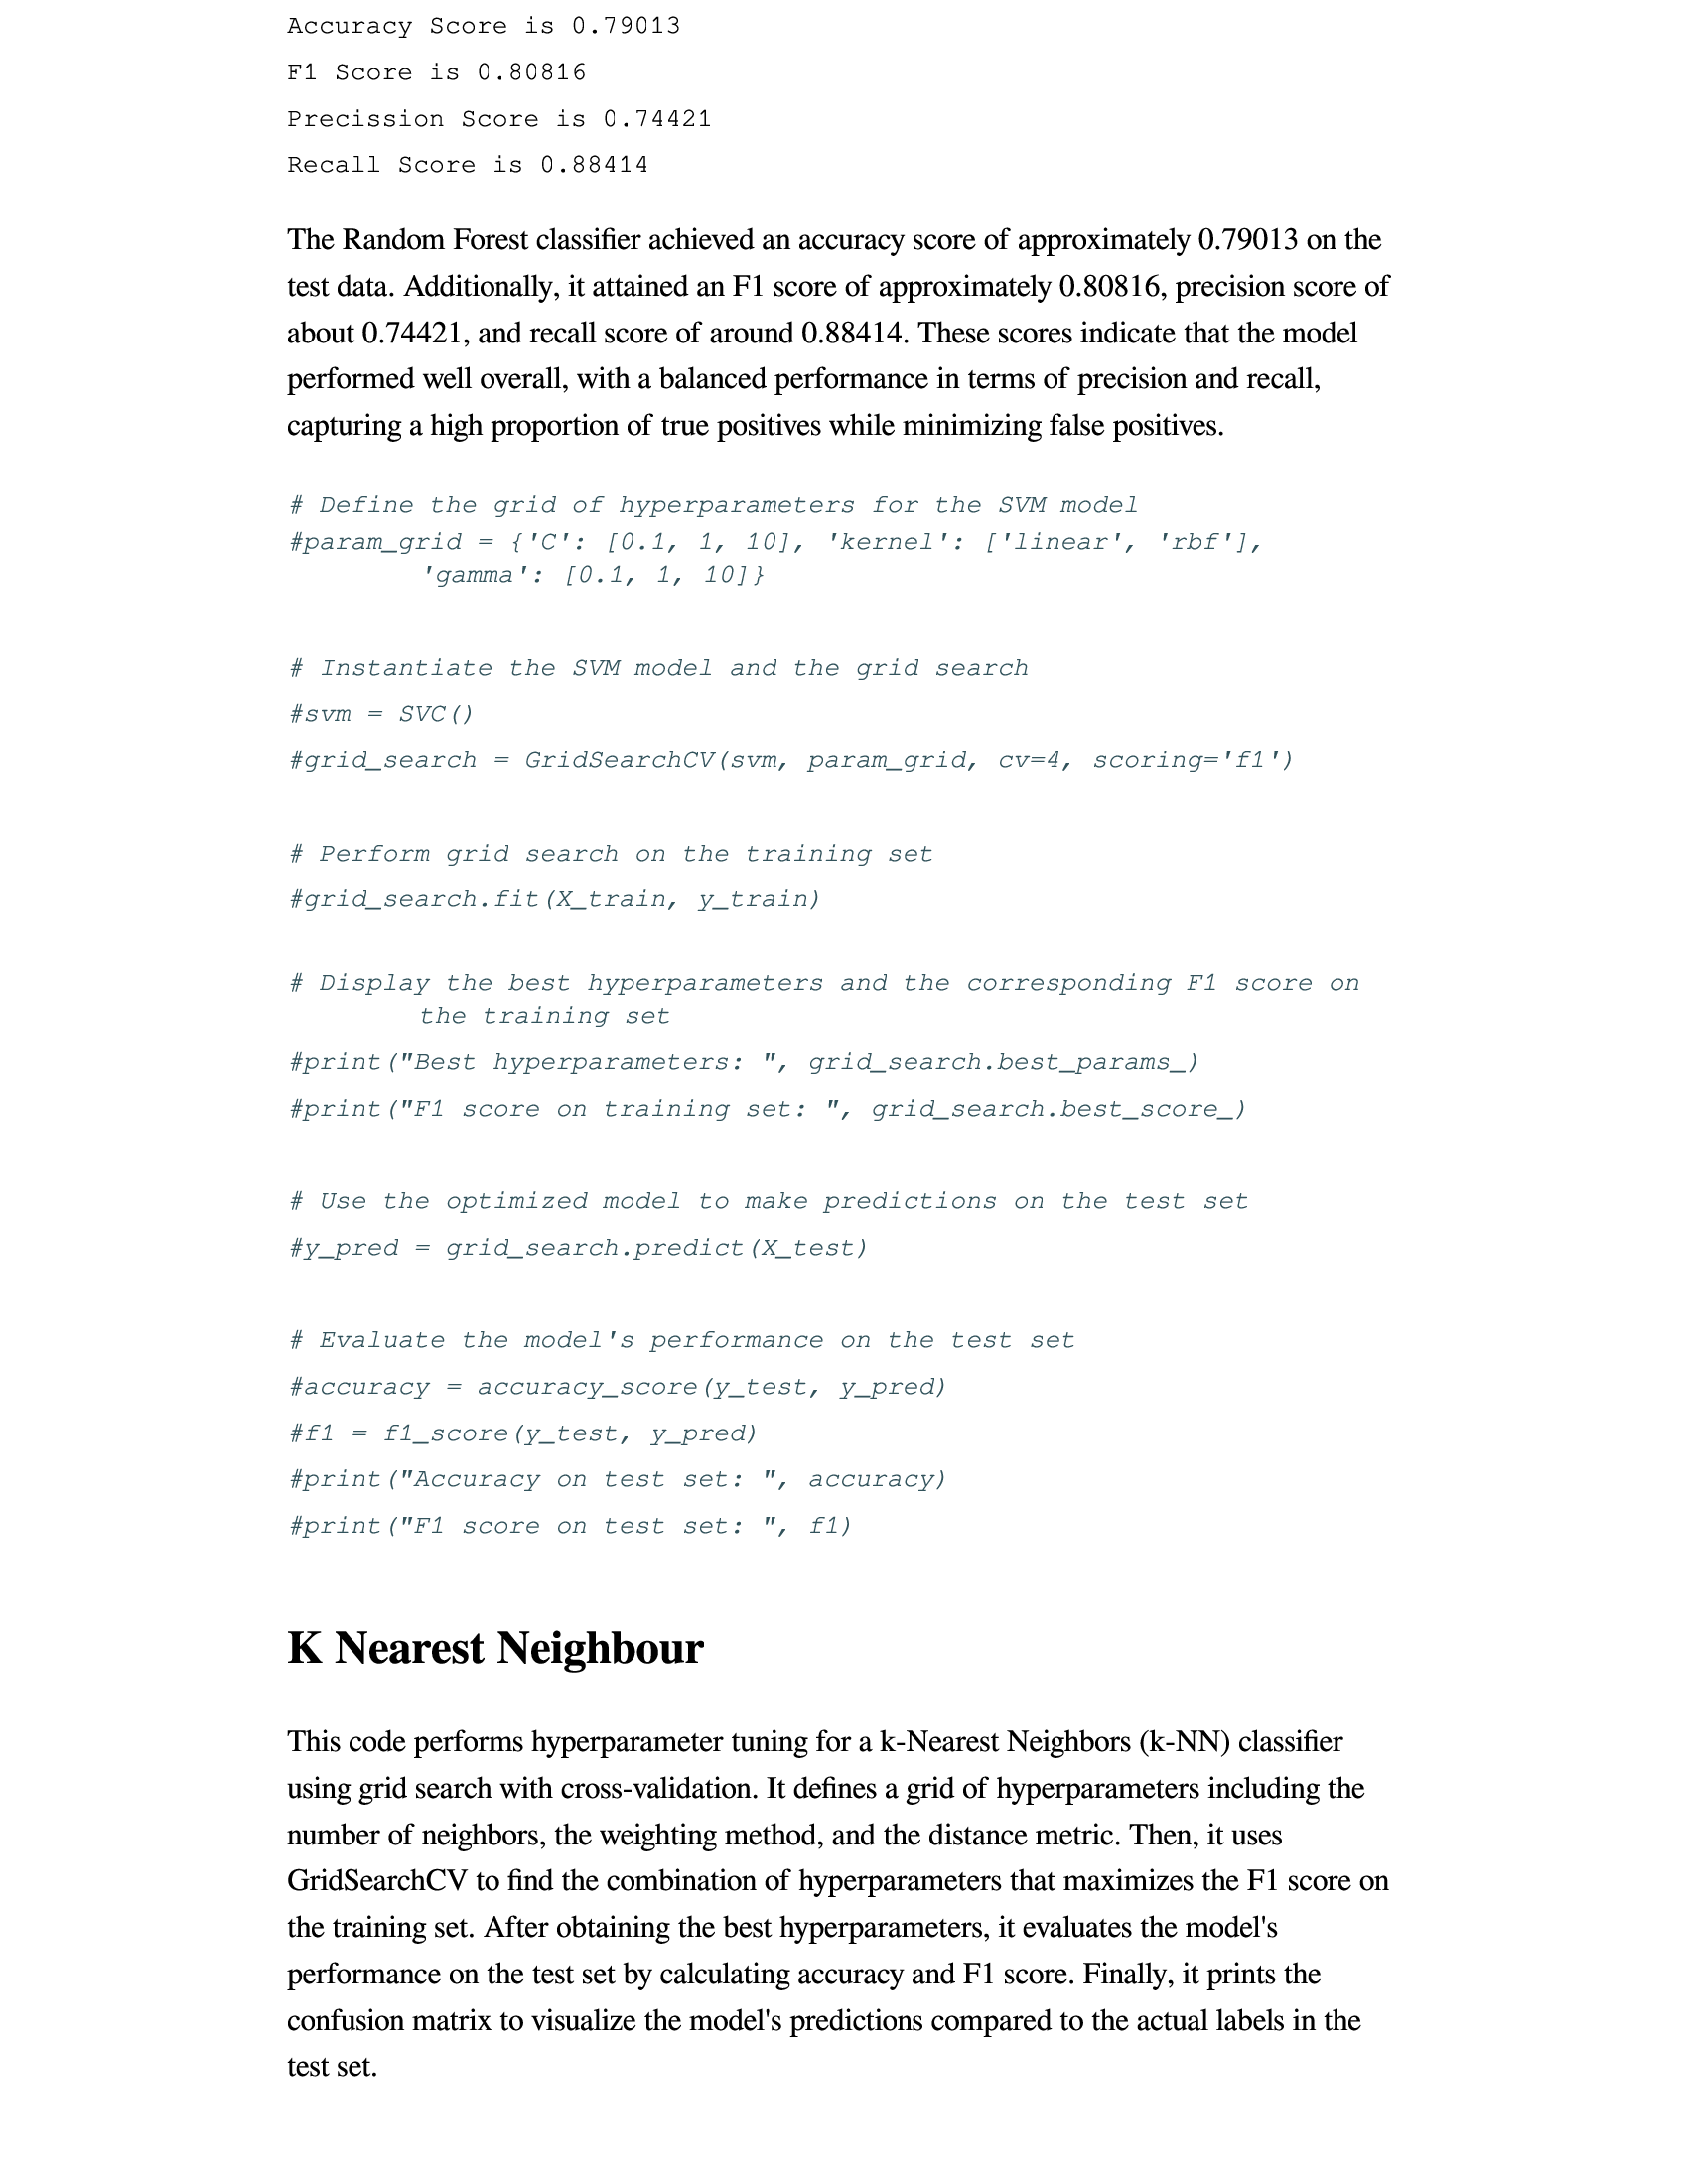 Accuracy Score is 0.79013
F1 Score is 0.80816
Precission Score is 0.74421
Recall Score is 0.88414
The Random Forest classifier achieved an accuracy score of approximately 0.79013 on the
test data. Additionally, it attained an F1 score of approximately 0.80816, precision score of
about 0.74421, and recall score of around 0.88414. These scores indicate that the model
performed well overall, with a balanced performance in terms of precision and recall,
capturing a high proportion of true positives while minimizing false positives.
# Define the grid of hyperparameters for the SVM model
#param_grid = {'C': [0.1, 1, 10], 'kernel': ['linear', 'rbf'],
'gamma': [0.1, 1, 10]}
# Instantiate the SVM model and the grid search
#svm = SVC()
#grid_search = GridSearchCV(svm, param_grid, cv=4, scoring='f1')
# Perform grid search on the training set
#grid_search.fit(X_train, y_train)
# Display the best hyperparameters and the corresponding F1 score on
the training set
#print("Best hyperparameters: ", grid_search.best_params_)
#print("F1 score on training set: ", grid_search.best_score_)
# Use the optimized model to make predictions on the test set
#y_pred = grid_search.predict(X_test)
# Evaluate the model's performance on the test set
#accuracy = accuracy_score(y_test, y_pred)
#f1 = f1_score(y_test, y_pred)
#print("Accuracy on test set: ", accuracy)
#print("F1 score on test set: ", f1)
K Nearest Neighbour
This code performs hyperparameter tuning for a k-Nearest Neighbors (k-NN) classifier
using grid search with cross-validation. It defines a grid of hyperparameters including the
number of neighbors, the weighting method, and the distance metric. Then, it uses
GridSearchCV to find the combination of hyperparameters that maximizes the F1 score on
the training set. After obtaining the best hyperparameters, it evaluates the model's
performance on the test set by calculating accuracy and F1 score. Finally, it prints the
confusion matrix to visualize the model's predictions compared to the actual labels in the
test set.